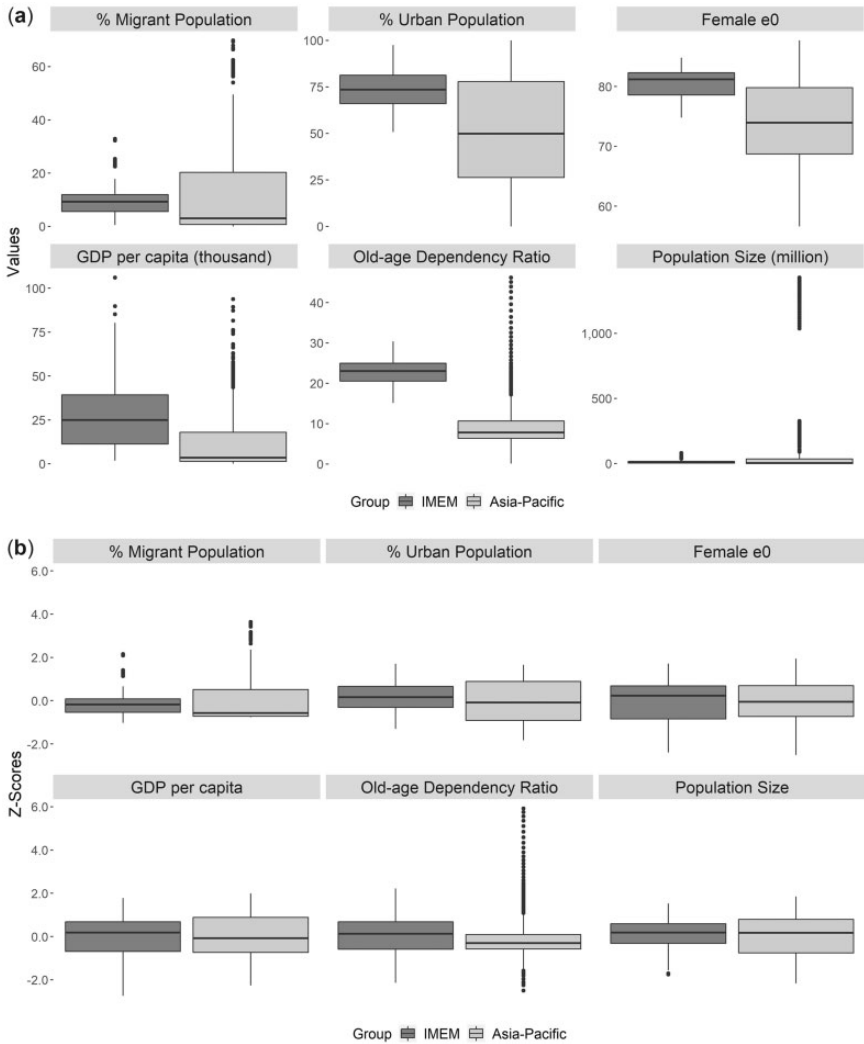 (a)
% Migrant Population
% Urban Population
Female e0
60
40
20
0
100
75
50
25
0
80
70
60
Values
GDP per capita (thousand)
Old-age Dependency Ratio
Population Size (million)
100
75
50
25
0
40
30
20
10
0
1,000
500
0
Group IMEM Asia-Pacific
(b)
% Migrant Population
% Urban Population
Female e0
6.0
4.0
2.0
0.0
-2.0
Z-Scores
GDP per capita
Old-age Dependency Ratio
Population Size
6.0
4.0
2.0
0.0
-2.0
Group IMEM Asia-Pacific